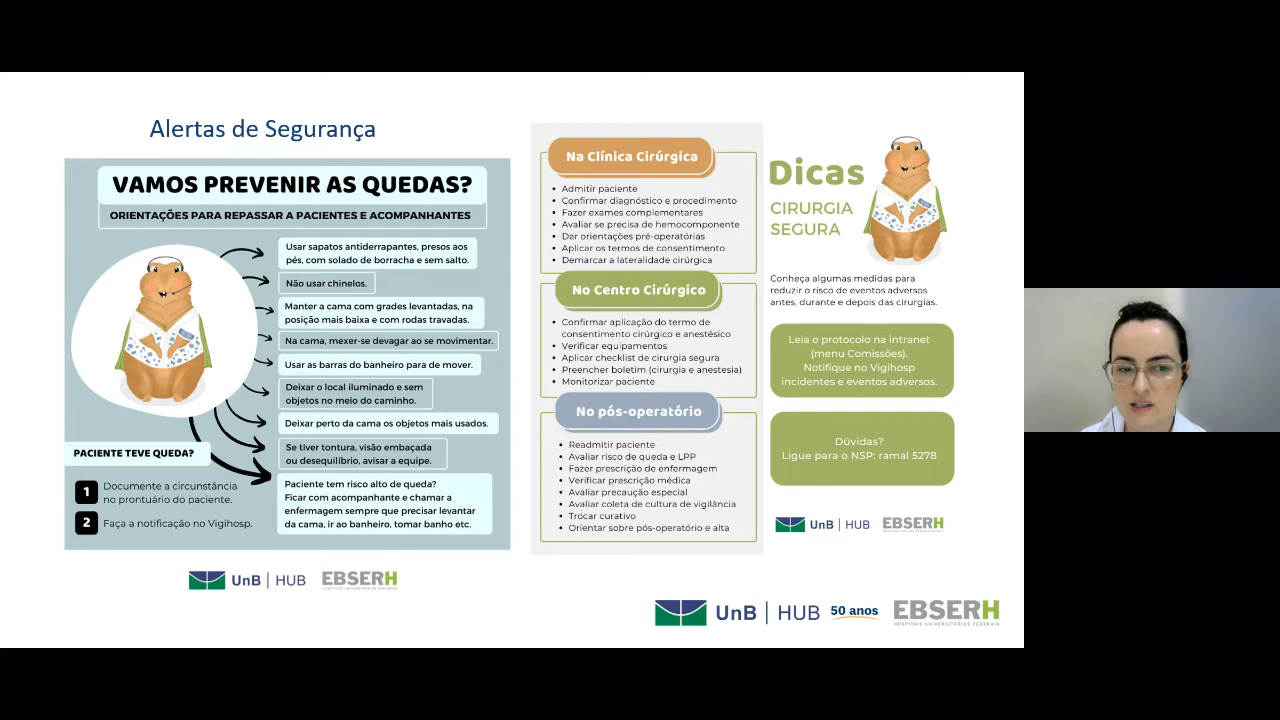 Alertas de Segurança
VAMOS PREVENIR AS QUEDAS?
ORIENTAÇÕES PARA REPASSAR A PACIENTES E ACOMPANHANTES
Usar sapatos antiderrapantes, presos aos
pés, com solado de borracha e sem salto.
Não usar chinelos.
Manter a cama com grades levantadas, na
posição mais baixa e com rodas travadas.
Na cama, mexer-se devagar ao se movimentar.
Usar as barras do banheiro para de mover.
Deixar o local iluminado e sem
objetos no meio do caminho.
Deixar perto da cama os objetos mais usados.
Se tiver tontura, visão embaçada
ou desequilíbrio, avisar a equipe.
Paciente tem risco alto de queda?
Ficar com acompanhante e chamar a
enfermagem sempre que precisar levantar
da cama, ir ao banheiro, tomar banho etc.
PACIENTE TEVE QUEDA?
1 Documente a circunstância
no prontuário do paciente.
2 Faça a notificação no Vigihosp.
UnB | HUB EBSERH
Na Clínica Cirúrgica
• Admitir paciente
• Confirmar diagnóstico e procedimento
• Fazer exames complementares
• Avaliar se precisa de hemocomponente
• Dar orientações pré-operatórias
• Aplicar os termos de consentimento
• Demarcar a lateralidade cirúrgica
No Centro Cirúrgico
• Confirmar aplicação do termo de
consentimento cirúrgico e anestésico
• Verificar equipamentos
• Aplicar checklist de cirurgia segura
• Preencher boletim (cirurgia e anestesia)
• Monitorizar paciente
No pós-operatório
• Readmitir paciente
• Avaliar risco de queda e LPP
• Fazer prescrição de enfermagem
• Verificar prescrição médica
• Avaliar precaução especial
• Avaliar coleta de cultura de vigilância
• Trocar curativo
• Orientar sobre pós-operatório e alta
Dicas
CIRURGIA
SEGURA
Conheça algumas medidas para
reduzir o risco de eventos adversos
antes, durante e depois das cirurgias.
Leia o protocolo na intranet
(menu Comissões).
Notifique no Vigihosp
incidentes e eventos adversos.
Dúvidas?
Ligue para o NSP: ramal 5278
UnB | HUB EBSERH
UnB | HUB 50 anos EBSERH
HOSPITAIS UNIVERSITÁRIOS FEDERAIS